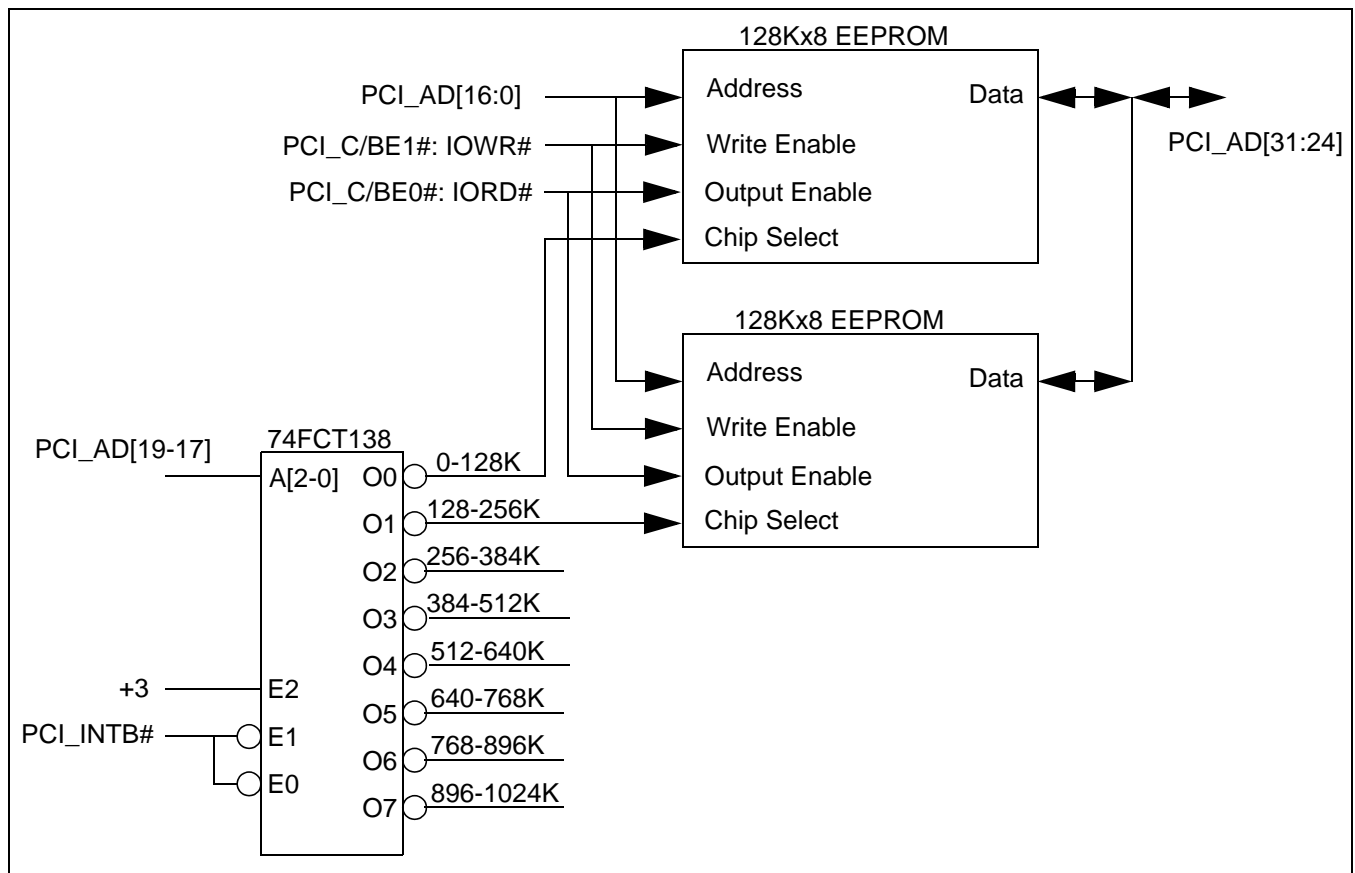 128Kx8 EEPROM
PCI_AD[16:0]
Address
Data
PCI_C/BE1#: IOWR#
Write Enable
PCI_AD[31:24]
PCI_C/BE0#: IORD#
Output Enable
Chip Select
128Kx8 EEPROM
Address
Data
Write Enable
Output Enable
Chip Select
PCI_AD[19-17]
74FCT138
A[2-0]
O0
0-128K
O1
128-256K
O2
256-384K
O3
384-512K
O4
512-640K
+3
E2
O5
640-768K
PCI_INTB#
E1
O6
768-896K
E0
O7
896-1024K